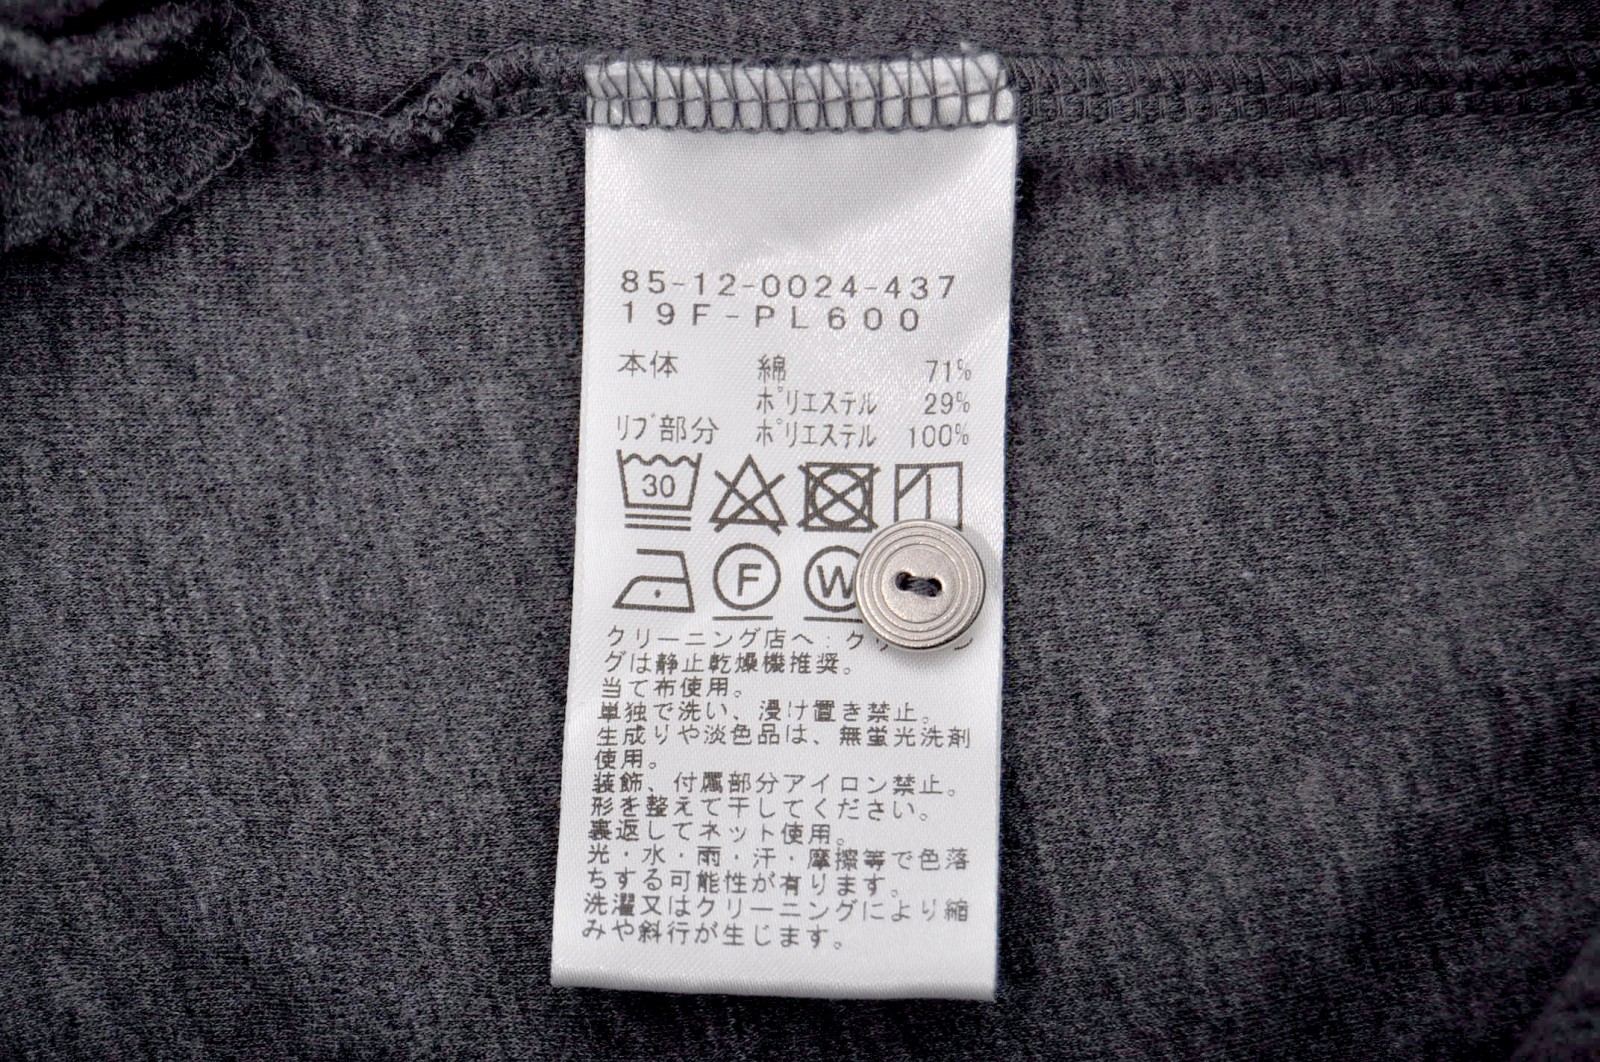 85-12-0024-437
19F-PL600
本体 綿 71%
ポリエステル 29%
リブ部分 ポリエステル 100%
30
F W
クリーニング店へ:ク
グは静止乾燥機推奨。
当て布使用。
単独で洗い、浸け置き禁止。
生成りや淡色品は、無蛍光洗剤
使用。
装飾、付属部分アイロン禁止。
形を整えて干してください。
裏返してネット使用。
光・水・雨・汗・摩擦等で色落
ちする可能性が有ります。
洗濯又はクリーニングにより縮
みや斜行が生じます。